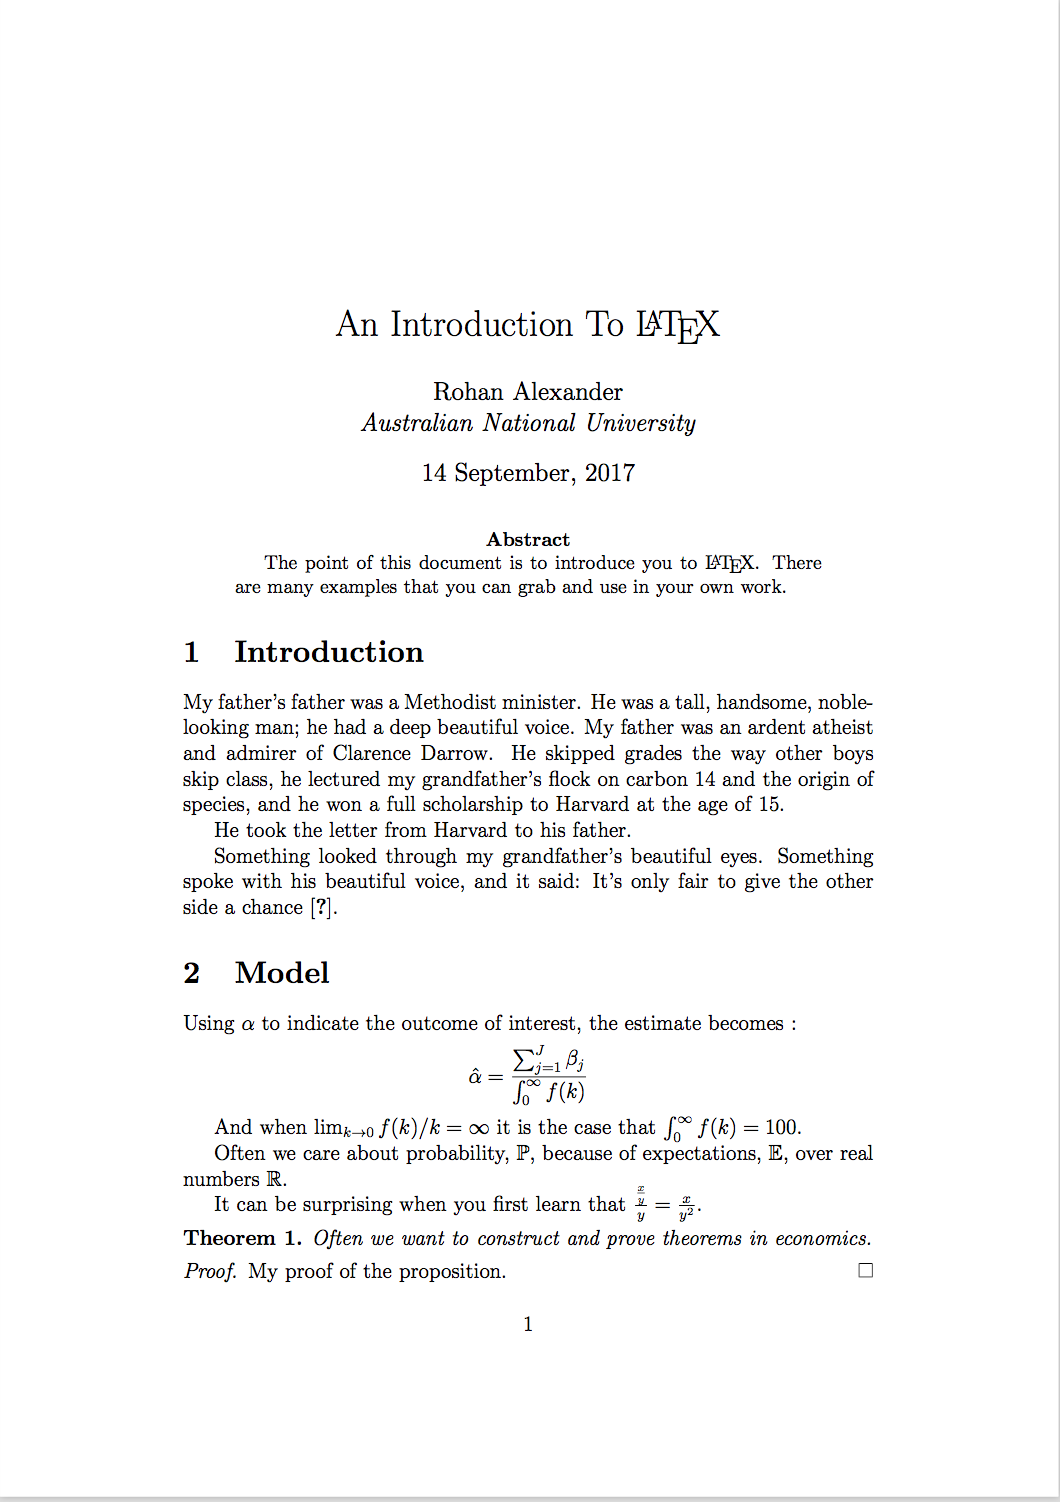 An Introduction To LATEX
Rohan Alexander
Australian National University
14 September, 2017
Abstract
The point of this document is to introduce you to LATEX. There
are many examples that you can grab and use in your own work.
1 Introduction
My father's father was a Methodist minister. He was a tall, handsome, noble-
looking man; he had a deep beautiful voice. My father was an ardent atheist
and admirer of Clarence Darrow. He skipped grades the way other boys
skip class, he lectured my grandfather's flock on carbon 14 and the origin of
species, and he won a full scholarship to Harvard at the age of 15.
He took the letter from Harvard to his father.
Something looked through my grandfather's beautiful eyes. Something
spoke with his beautiful voice, and it said: It's only fair to give the other
side a chance [?].
2 Model
Using α to indicate the outcome of interest, the estimate becomes :
$\hat{\alpha} = \frac{\sum_{j=1}^{J} \beta_j}{\int_0^\infty f(k)}$
And when $\lim_{k \to 0} f(k)/k = \infty$ it is the case that $\int_0^\infty f(k) = 100$.
Often we care about probability, ℙ, because of expectations, 𝔼, over real
numbers ℝ.
It can be surprising when you first learn that $\frac{\frac{x}{y}}{y} = \frac{x}{y^2}$.
Theorem 1. Often we want to construct and prove theorems in economics.
Proof. My proof of the proposition. □
1